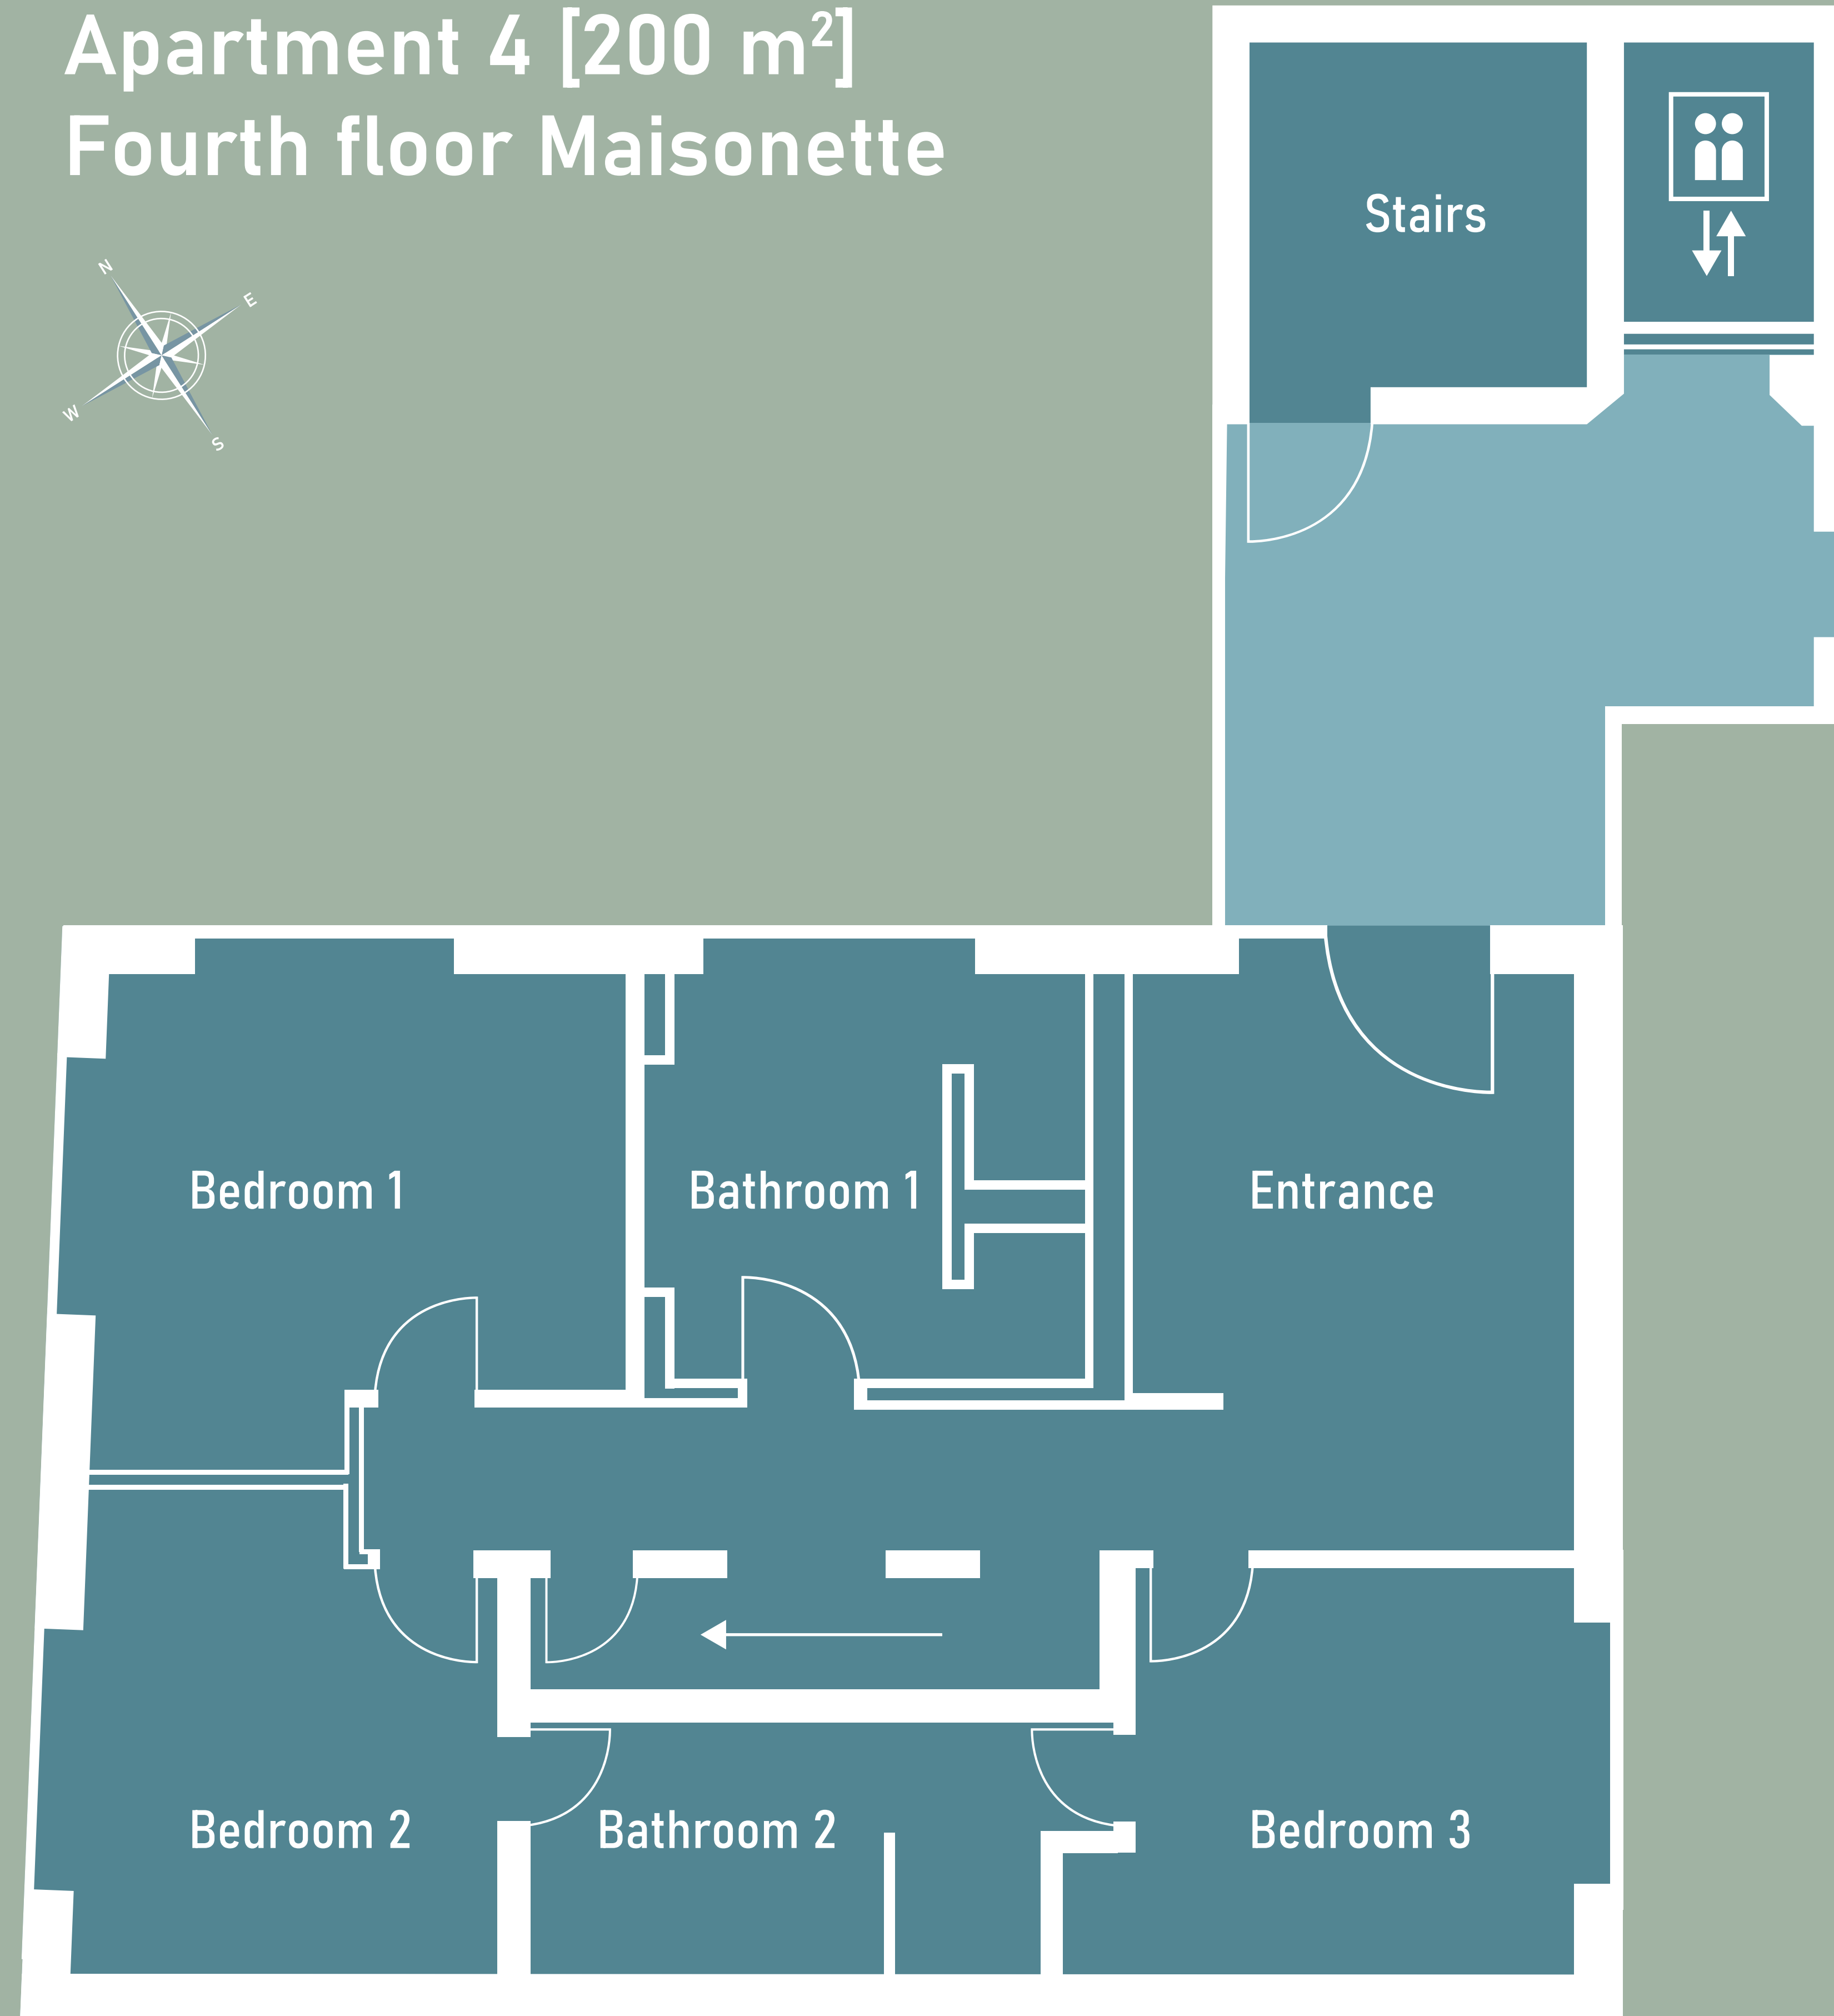 Apartment 4 [200 m²]
Fourth floor Maisonette
Stairs
N
E
W
S
Bedroom 1
Bathroom 1
Entrance
Bedroom 2
Bathroom 2
Bedroom 3